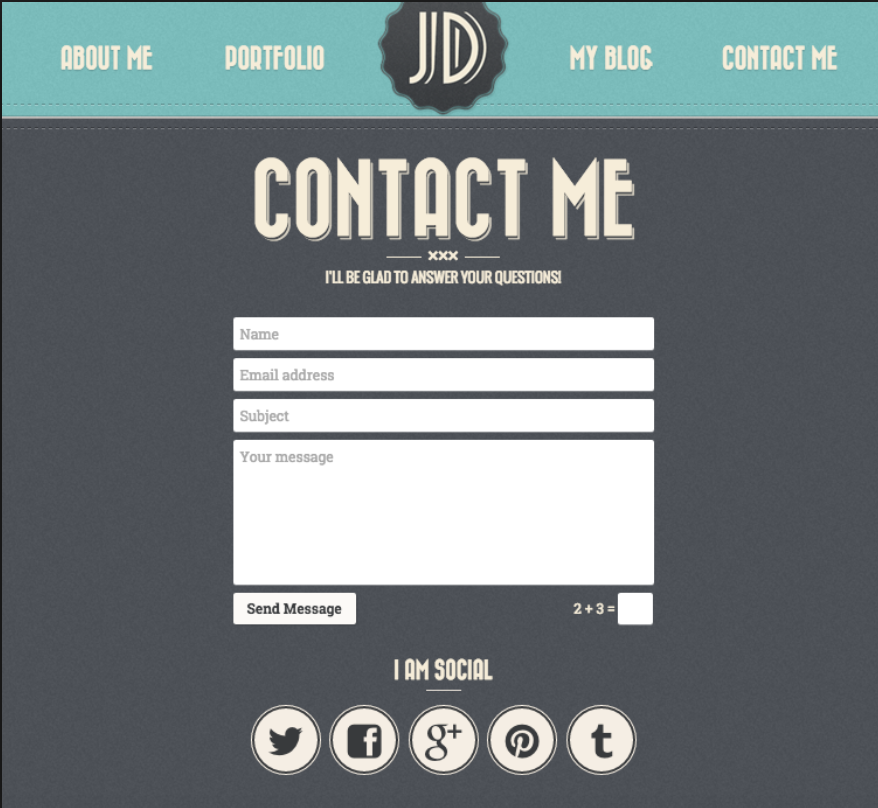 ABOUT ME PORTFOLIO JD MY BLOG CONTACT ME
CONTACT ME
xxx
I'LL BE GLAD TO ANSWER YOUR QUESTIONS!
Name
Email address
Subject
Your message
Send Message 2 + 3 =
I AM SOCIAL
f g+ t